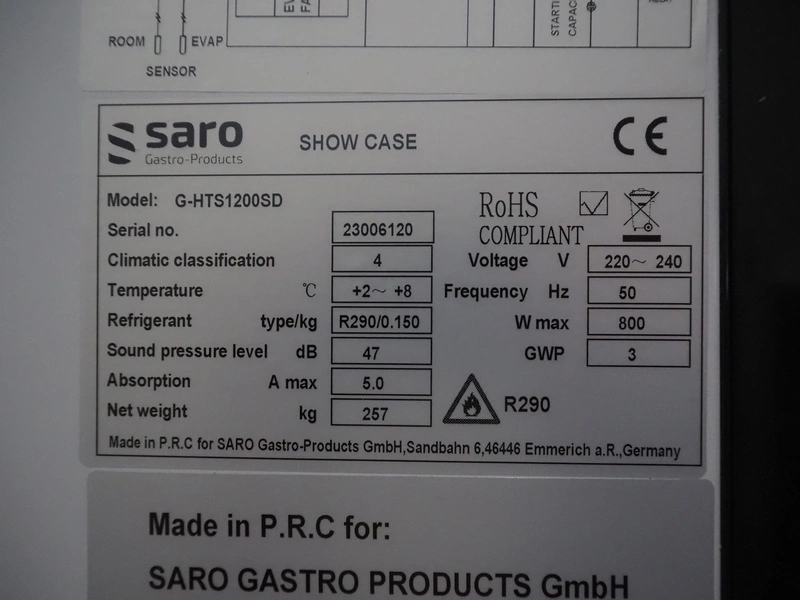 ROOM EVAP
SENSOR
saro
Gastro-Products
SHOW CASE
CE
Model: G-HTS1200SD
Serial no. 23006120
RoHS
COMPLIANT
Climatic classification 4
Voltage V 220～ 240
Temperature ℃ +2～ +8
Frequency Hz 50
Refrigerant type/kg R290/0.150
W max 800
Sound pressure level dB 47
GWP 3
Absorption A max 5.0
R290
Net weight kg 257
Made in P.R.C for SARO Gastro-Products GmbH,Sandbahn 6,46446 Emmerich a.R.,Germany
Made in P.R.C for:
SARO GASTRO PRODUCTS GmbH